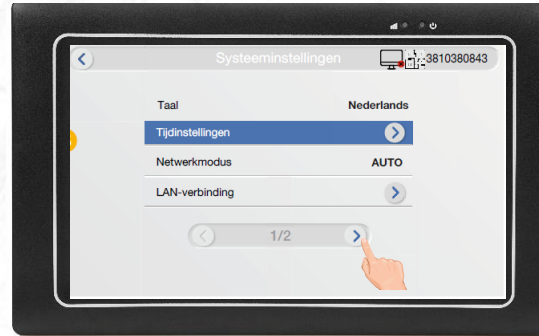 Systeeminstellingen
3810380843
Taal Nederlands
Tijdinstellingen
Netwerkmodus AUTO
LAN-verbinding
1/2